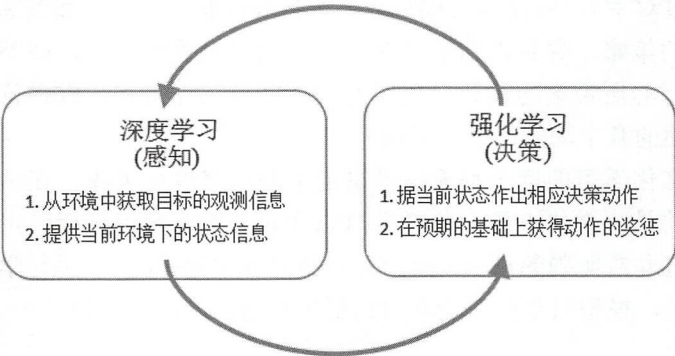 深度学习
(感知)
1. 从环境中获取目标的观测信息
2. 提供当前环境下的状态信息
强化学习
(决策)
1. 据当前状态作出相应决策动作
2. 在预期的基础上获得动作的奖惩